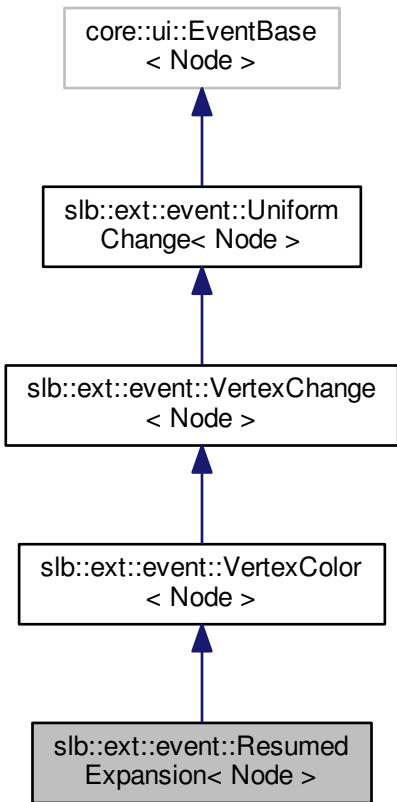 core::ui::EventBase
< Node >
slb::ext::event::Uniform
Change< Node >
slb::ext::event::VertexChange
< Node >
slb::ext::event::VertexColor
< Node >
slb::ext::event::Resumed
Expansion< Node >